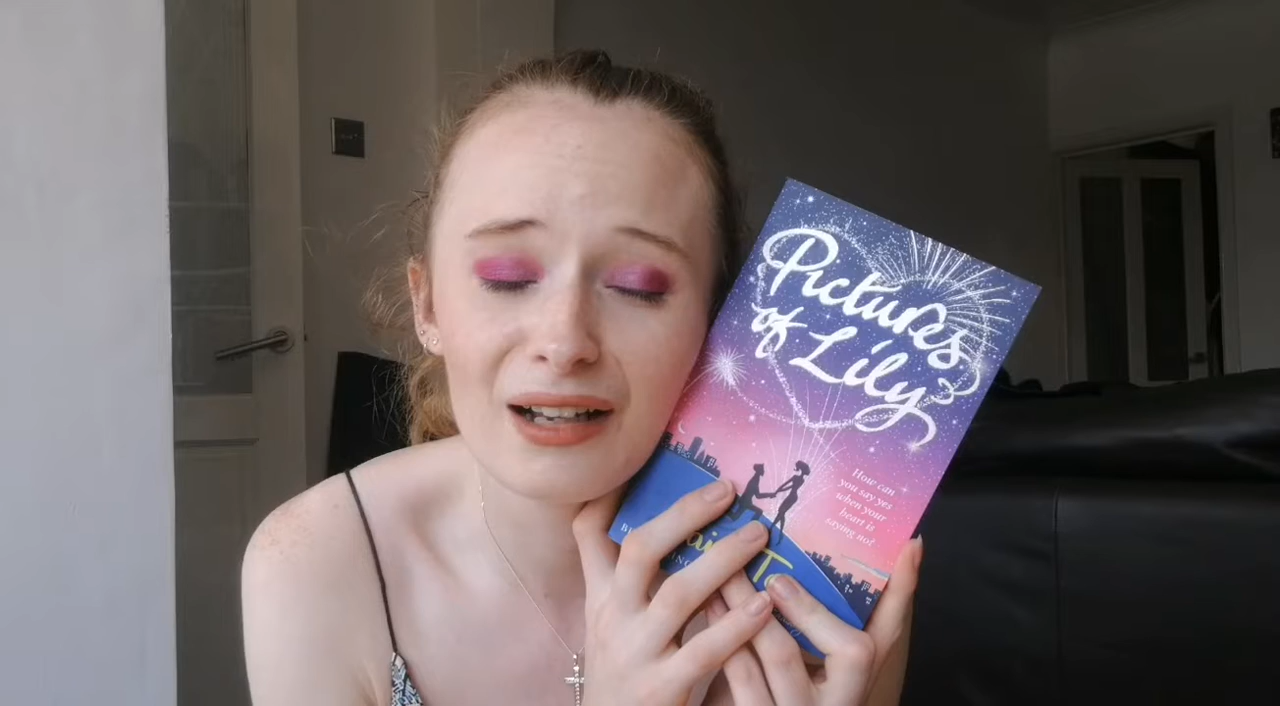 Pictures
of Lily
How can
you say yes
when your
heart is
saying no?